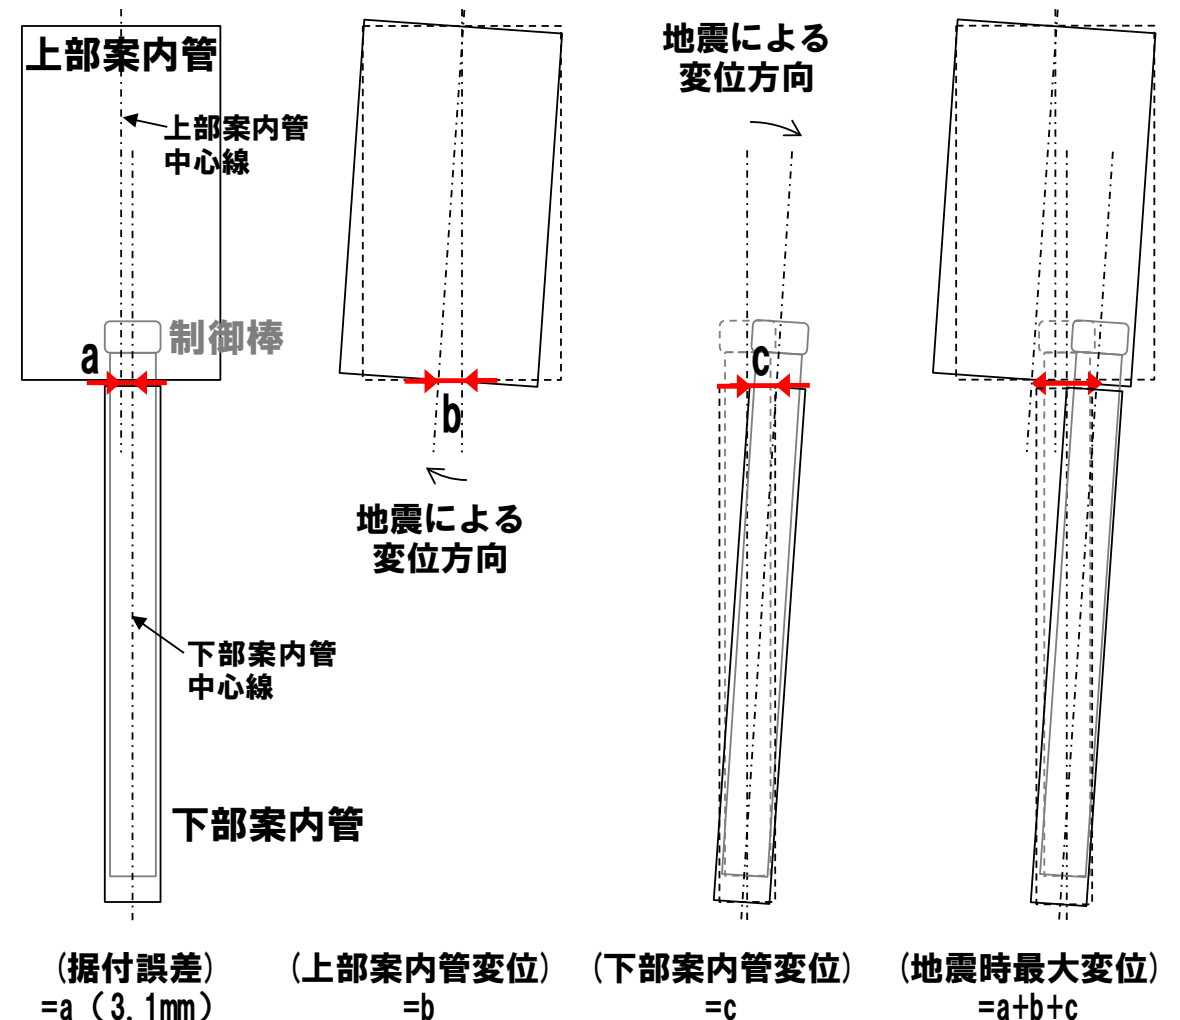 上部案内管
上部案内管
中心線
制御棒
a
下部案内管
中心線
下部案内管
(据付誤差)
=a（3.1mm）
b
地震による
変位方向
(上部案内管変位)
=b
地震による
変位方向
c
(下部案内管変位)
=c
(地震時最大変位)
=a+b+c